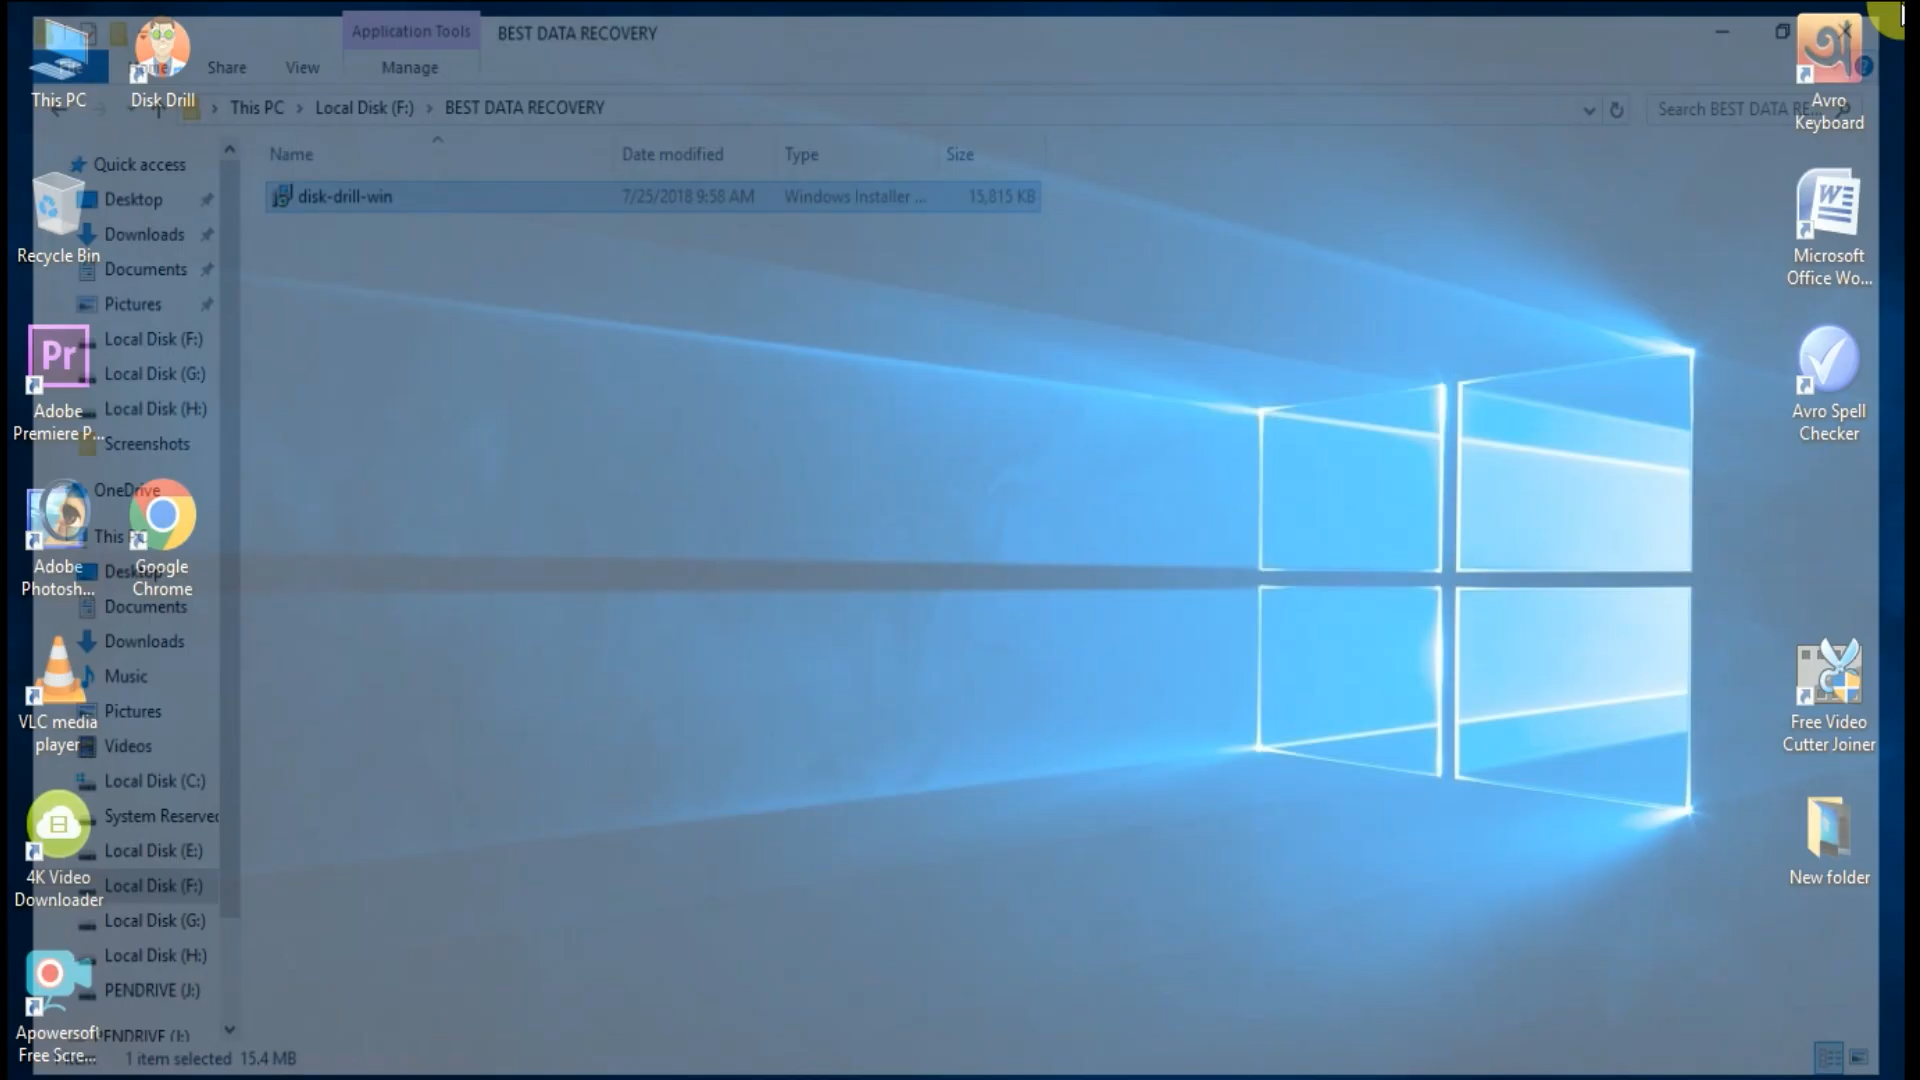 Application Tools
BEST DATA RECOVERY
File
Home
Share
View
Manage
This PC
Local Disk (F:)
BEST DATA RECOVERY
Search BEST DATA RE...
Name
Date modified
Type
Size
disk-drill-win
7/25/2018 9:58 AM
Windows Installer ...
15,815 KB
Quick access
Desktop
Downloads
Documents
Pictures
Local Disk (F:)
Local Disk (G:)
Local Disk (H:)
Screenshots
OneDrive
This PC
Desktop
Documents
Downloads
Music
Pictures
Videos
Local Disk (C:)
System Reserved
Local Disk (E:)
Local Disk (F:)
Local Disk (G:)
Local Disk (H:)
PENDRIVE (J:)
PENDRIVE (J:)
1 item selected
15.4 MB
This PC
Disk Drill
Recycle Bin
Pr
Adobe
Premiere P...
Adobe
Photosh...
Google
Chrome
VLC media
player
4K Video
Downloader
Apowersoft
Free Scre...
অ
Avro
Keyboard
W
Microsoft
Office Wo...
Avro Spell
Checker
Free Video
Cutter Joiner
New folder